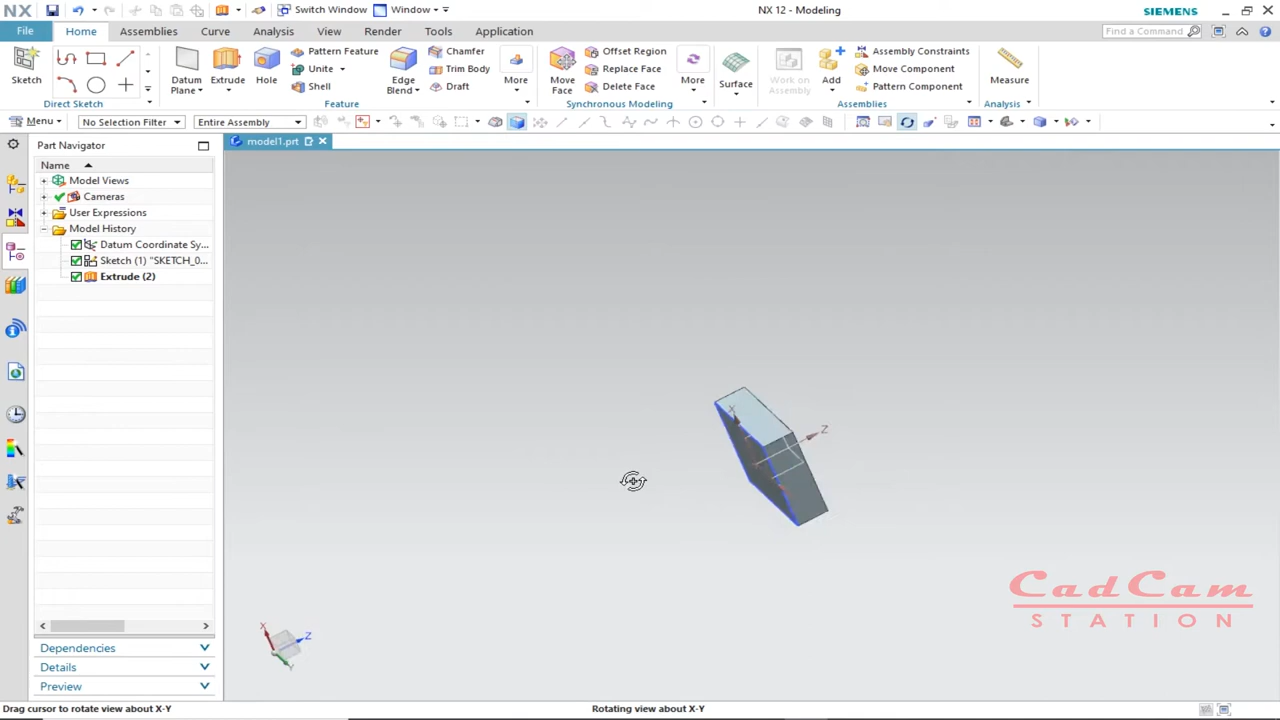 NX
Switch Window
Window
NX 12 - Modeling
SIEMENS
File
Home
Assemblies
Curve
Analysis
View
Render
Tools
Application
Find a Command
Sketch
Direct Sketch
Datum
Plane
Extrude
Hole
Pattern Feature
Unite
Shell
Edge
Blend
Chamfer
Trim Body
Draft
More
Feature
Move
Face
Offset Region
Replace Face
Delete Face
More
Synchronous Modeling
Surface
Work on
Assembly
Add
Assembly Constraints
Move Component
Pattern Component
Assemblies
Measure
Analysis
Menu
No Selection Filter
Entire Assembly
Part Navigator
model1.prt
Name
Model Views
Cameras
User Expressions
Model History
Datum Coordinate Sy...
Sketch (1) "SKETCH_0...
Extrude (2)
X
Z
CadCam
STATION
X
Z
Y
Dependencies
Details
Preview
Drag cursor to rotate view about X-Y
Rotating view about X-Y